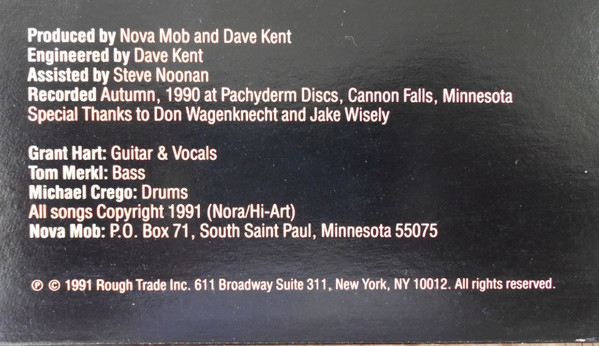 Produced by Nova Mob and Dave Kent
Engineered by Dave Kent
Assisted by Steve Noonan
Recorded Autumn, 1990 at Pachyderm Discs, Cannon Falls, Minnesota
Special Thanks to Don Wagenknecht and Jake Wisely
Grant Hart: Guitar & Vocals
Tom Merkl: Bass
Michael Crego: Drums
All songs Copyright 1991 (Nora/Hi-Art)
Nova Mob: P.O. Box 71, South Saint Paul, Minnesota 55075
℗ © 1991 Rough Trade Inc. 611 Broadway Suite 311, New York, NY 10012. All rights reserved.